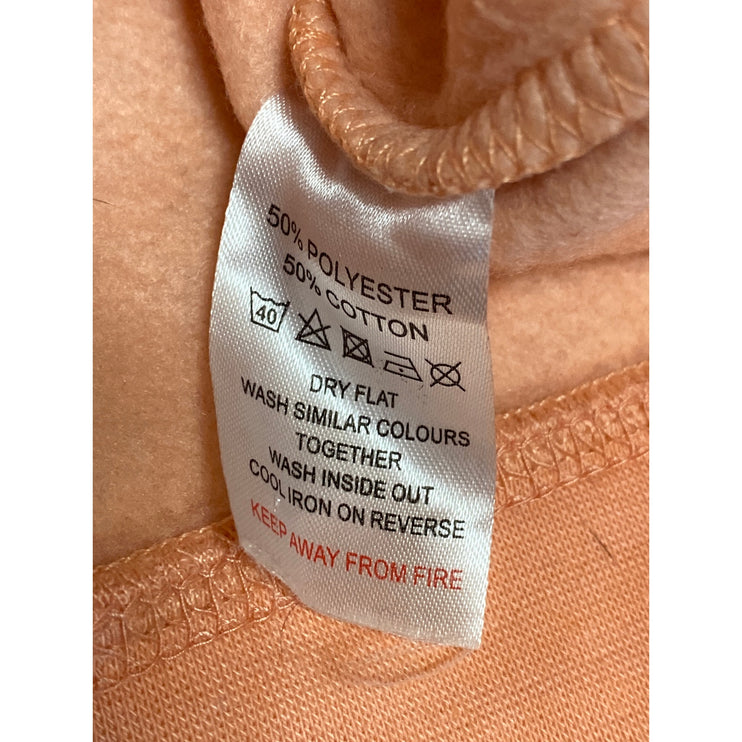 50% POLYESTER
50% COTTON
40
DRY FLAT
WASH SIMILAR COLOURS
TOGETHER
WASH INSIDE OUT
COOL IRON ON REVERSE
KEEP AWAY FROM FIRE